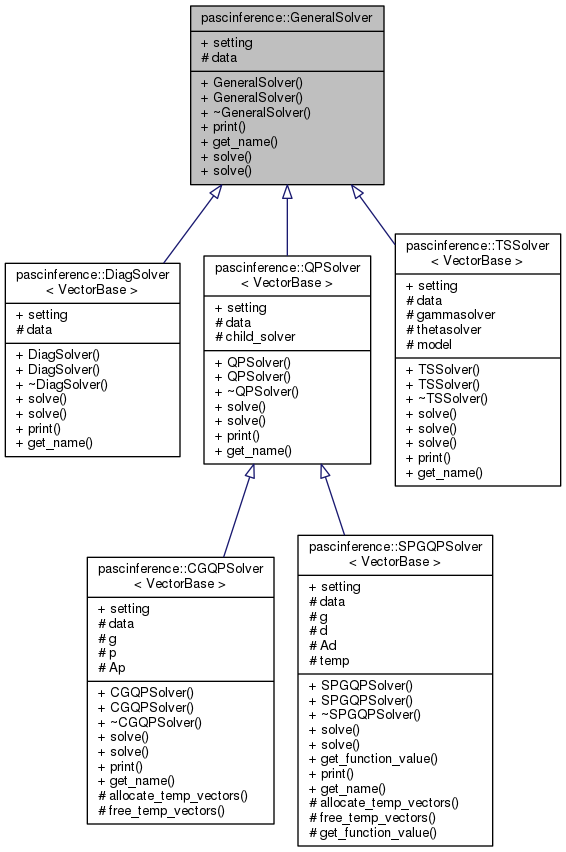 pascinference::GeneralSolver
+ setting
# data
+ GeneralSolver()
+ GeneralSolver()
+ ~GeneralSolver()
+ print()
+ get_name()
+ solve()
+ solve()
pascinference::DiagSolver
< VectorBase >
+ setting
# data
+ DiagSolver()
+ DiagSolver()
+ ~DiagSolver()
+ solve()
+ solve()
+ print()
+ get_name()
pascinference::QPSolver
< VectorBase >
+ setting
# data
# child_solver
+ QPSolver()
+ QPSolver()
+ ~QPSolver()
+ solve()
+ solve()
+ print()
+ get_name()
pascinference::TSSolver
< VectorBase >
+ setting
# data
# gammasolver
# thetasolver
# model
+ TSSolver()
+ TSSolver()
+ ~TSSolver()
+ solve()
+ solve()
+ solve()
+ print()
+ get_name()
pascinference::CGQPSolver
< VectorBase >
+ setting
# data
# g
# p
# Ap
+ CGQPSolver()
+ CGQPSolver()
+ ~CGQPSolver()
+ solve()
+ solve()
+ print()
+ get_name()
# allocate_temp_vectors()
# free_temp_vectors()
pascinference::SPGQPSolver
< VectorBase >
+ setting
# data
# g
# d
# Ad
# temp
+ SPGQPSolver()
+ SPGQPSolver()
+ ~SPGQPSolver()
+ solve()
+ solve()
+ get_function_value()
+ print()
+ get_name()
# allocate_temp_vectors()
# free_temp_vectors()
# get_function_value()